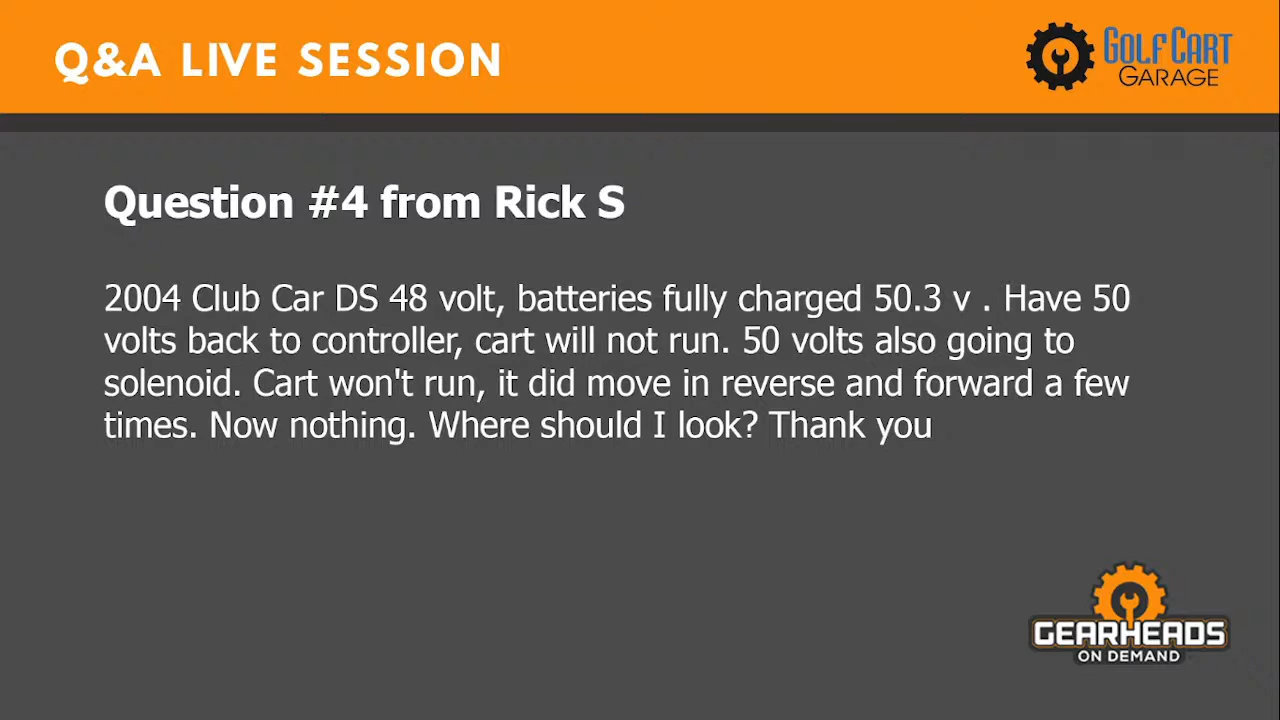 Q&A LIVE SESSION
GOLF CART
GARAGE
Question #4 from Rick S
2004 Club Car DS 48 volt, batteries fully charged 50.3 v . Have 50
volts back to controller, cart will not run. 50 volts also going to
solenoid. Cart won't run, it did move in reverse and forward a few
times. Now nothing. Where should I look? Thank you
GEARHEADS
ON DEMAND